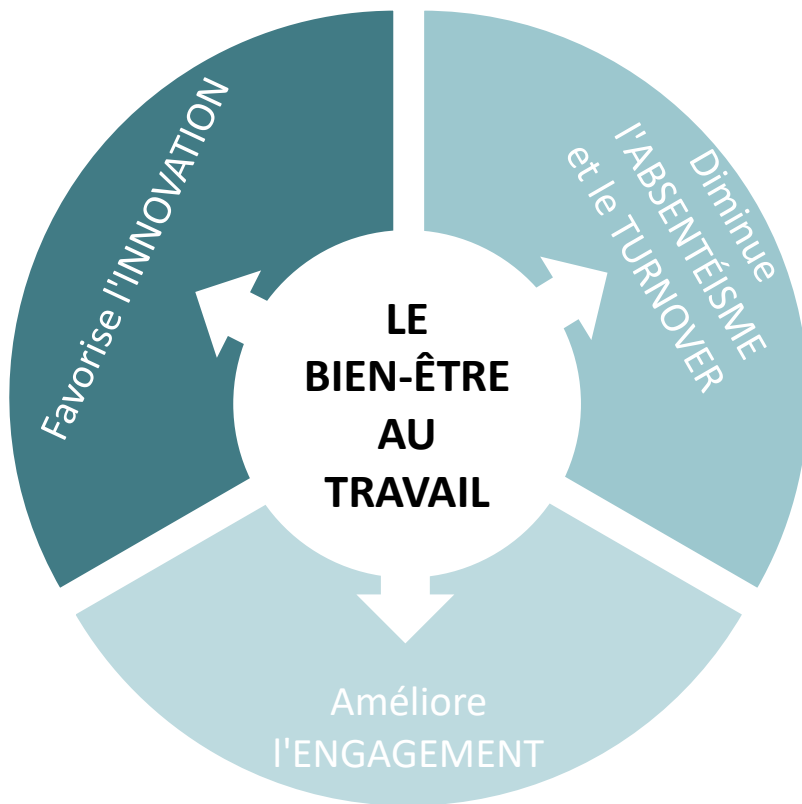 LE
BIEN-ÊTRE
AU
TRAVAIL
Favorise l'INNOVATION
Diminue
l'ABSENTÉISME
et le TURNOVER
Améliore
l'ENGAGEMENT